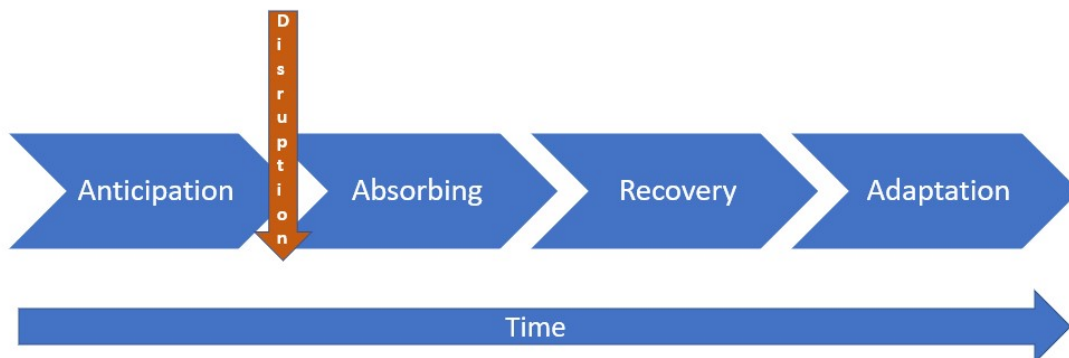 Disruption
Anticipation
Absorbing
Recovery
Adaptation
Time